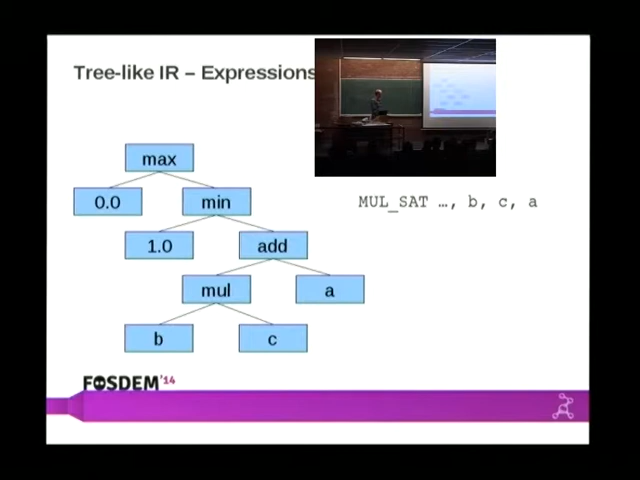 Tree-like IR – Expressions
max
0.0
min
MUL_SAT …, b, c, a
1.0
add
mul
a
b
c
FOSDEM'14